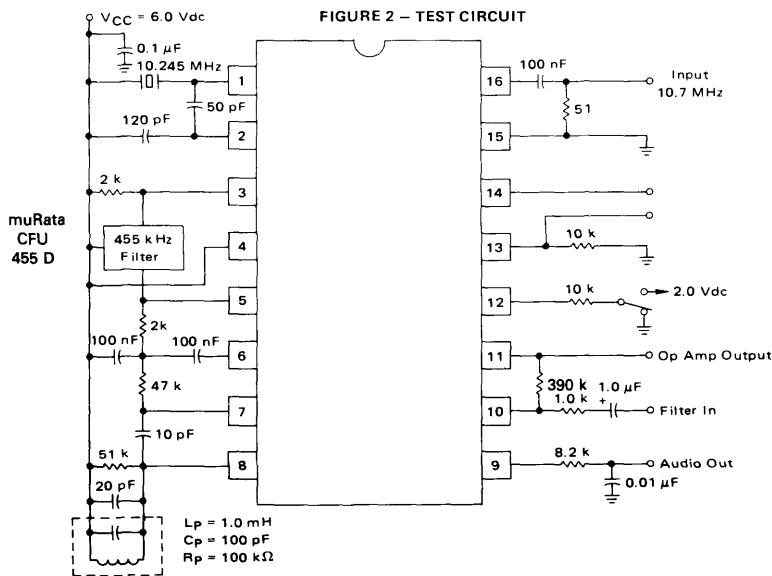 FIGURE 2 – TEST CIRCUIT
VCC = 6.0 Vdc
0.1 µF
10.245 MHz
50 pF
120 pF
2 k
muRata
CFU
455 D
455 kHz
Filter
2k
100 nF
100 nF
47 k
10 pF
51 k
20 pF
LP = 1.0 mH
CP = 100 pF
RP = 100 kΩ
1
2
3
4
5
6
7
8
16
15
14
13
12
11
10
9
100 nF
Input
10.7 MHz
51
10 k
10 k
2.0 Vdc
Op Amp Output
390 k
1.0 k
+
1.0 µF
Filter In
8.2 k
Audio Out
0.01 µF